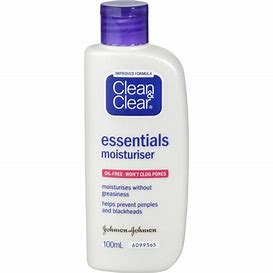 IMPROVED FORMULA
Clean &
Clear®
essentials
moisturiser
OIL-FREE · WON'T CLOG PORES
moisturises without
greasiness
helps prevent pimples
and blackheads
Johnson & Johnson
100mL 6099365